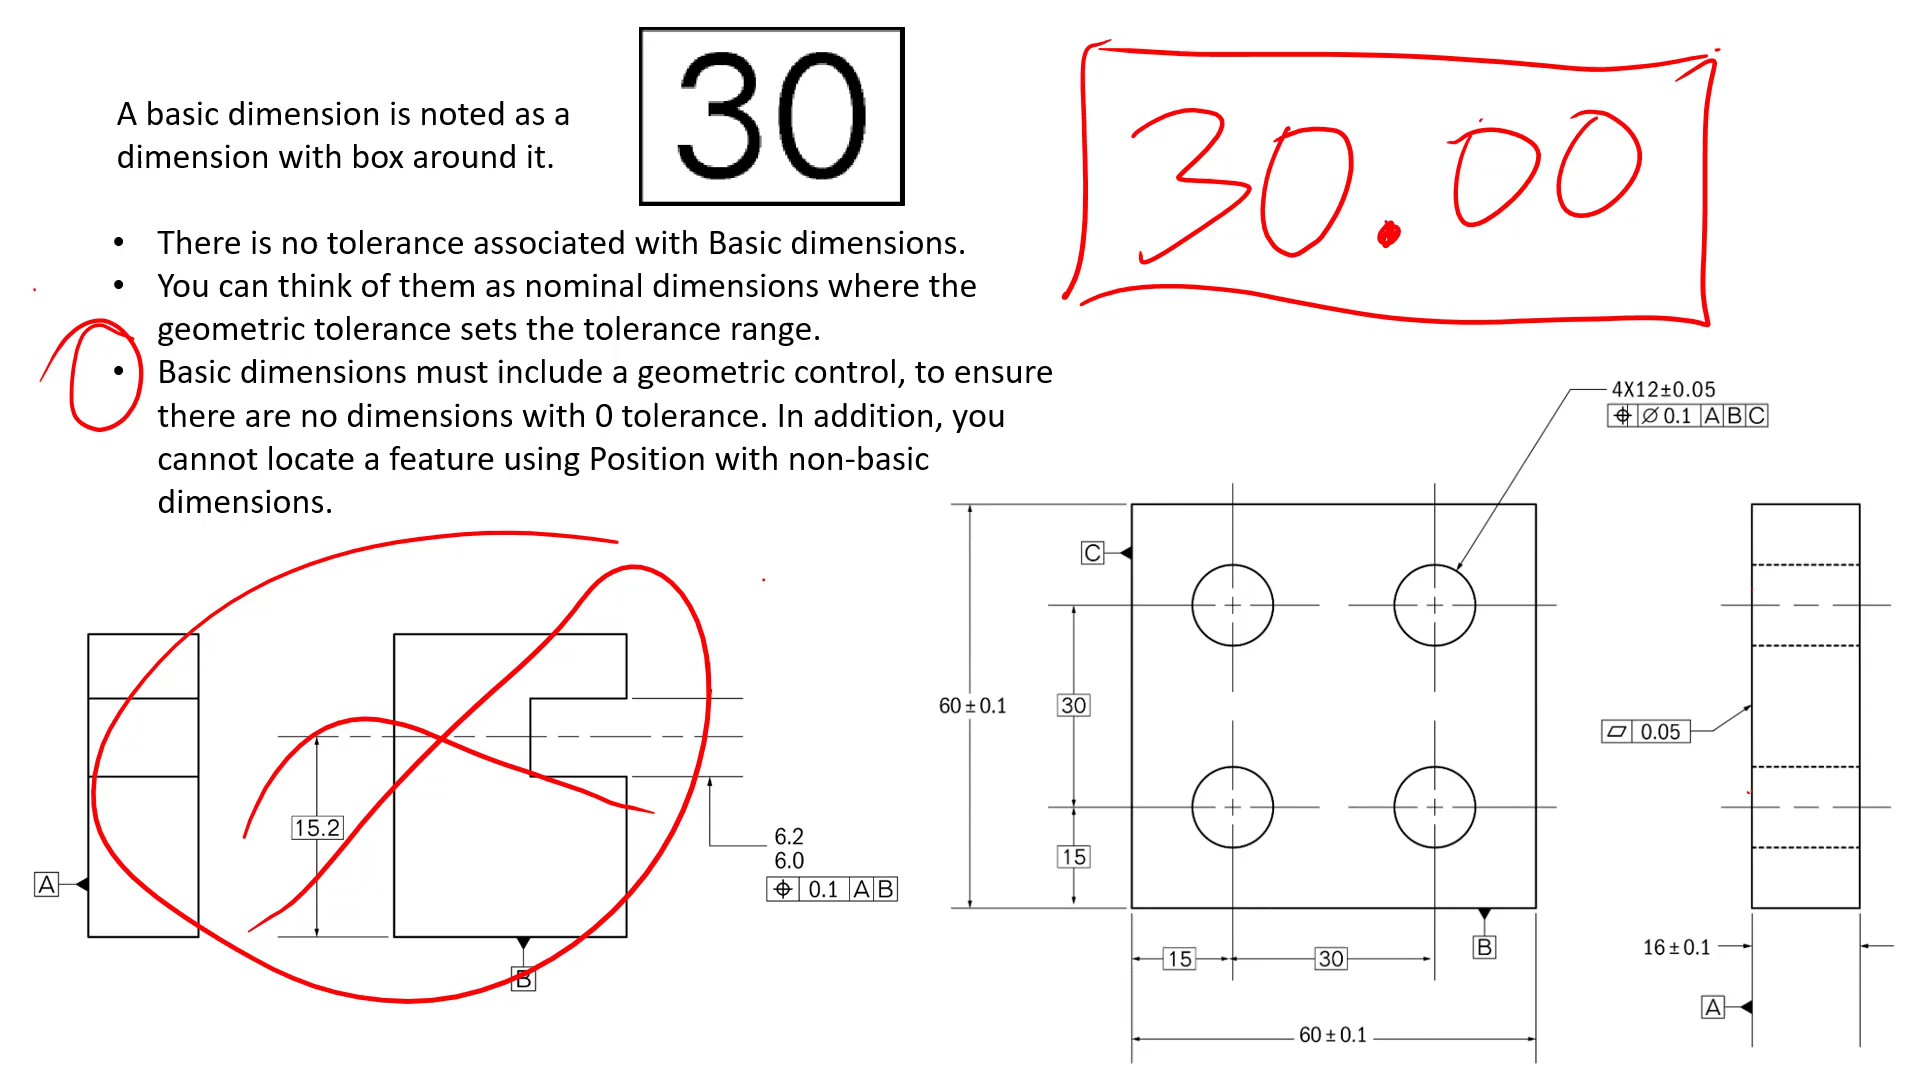 A basic dimension is noted as a
dimension with box around it.
30
30.00
• There is no tolerance associated with Basic dimensions.
• You can think of them as nominal dimensions where the
geometric tolerance sets the tolerance range.
• Basic dimensions must include a geometric control, to ensure
there are no dimensions with 0 tolerance. In addition, you
cannot locate a feature using Position with non-basic
dimensions.
4X12±0.05
⌖ ⌀ 0.1 A B C
C
60±0.1
30
15
15
30
B
60±0.1
⏥ 0.05
16±0.1
A
A
15.2
B
6.2
6.0
⌖ 0.1 A B